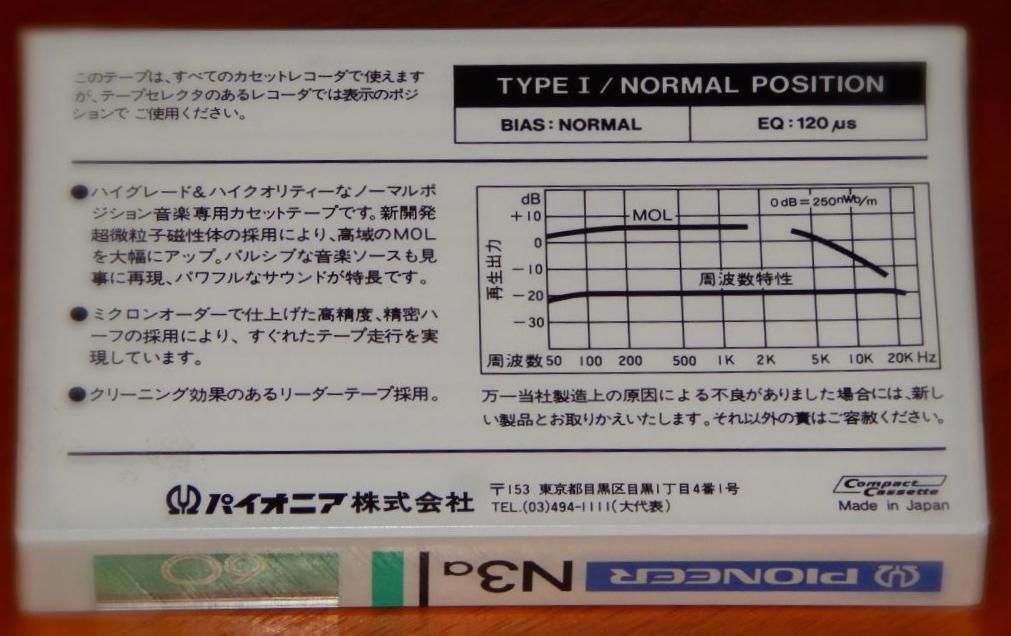 このテープは、すべてのカセットレコーダで使えます
が、テープセレクタのあるレコーダでは表示のポジ
ションで ご使用ください。
TYPE I / NORMAL POSITION
BIAS : NORMAL
EQ : 120 μs
●ハイグレード&ハイクオリティーなノーマルポ
ジション音楽専用カセットテープです。新開発
超微粒子磁性体の採用により、高域のMOL
を大幅にアップ。パルシブな音楽ソースも見
事に再現、パワフルなサウンドが特長です。
●ミクロンオーダーで仕上げた高精度、精密ハ
ーフの採用により、すぐれたテープ走行を実
現しています。
●クリーニング効果のあるリーダーテープ採用。
dB
0 dB = 250nWb/m
+10
MOL
0
-10
周波数特性
-20
-30
再生出力
周波数 50 100 200 500 1K 2K 5K 10K 20K Hz
万一当社製造上の原因による不良がありました場合には、新し
い製品とお取りかえいたします。それ以外の責はご容赦ください。
パイオニア株式会社
〒153 東京都目黒区目黒1丁目4番1号
TEL.(03)494-1111(大代表)
Compact
Cassette
Made in Japan
PIONEER
N3a
60